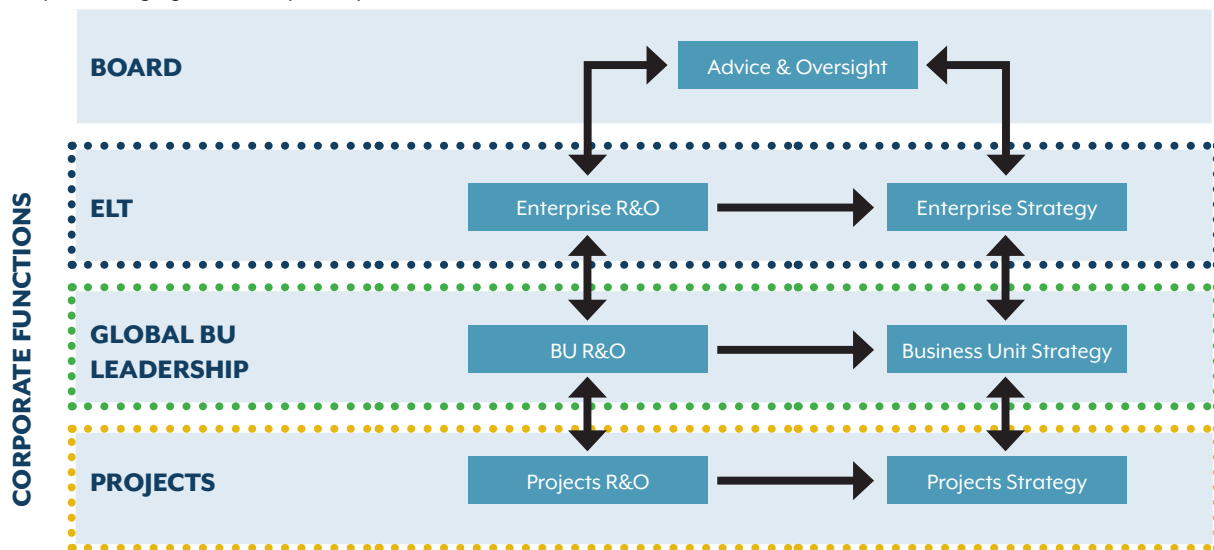 BOARD
Advice & Oversight
CORPORATE FUNCTIONS
ELT
Enterprise R&O
Enterprise Strategy
GLOBAL BU
LEADERSHIP
BU R&O
Business Unit Strategy
PROJECTS
Projects R&O
Projects Strategy